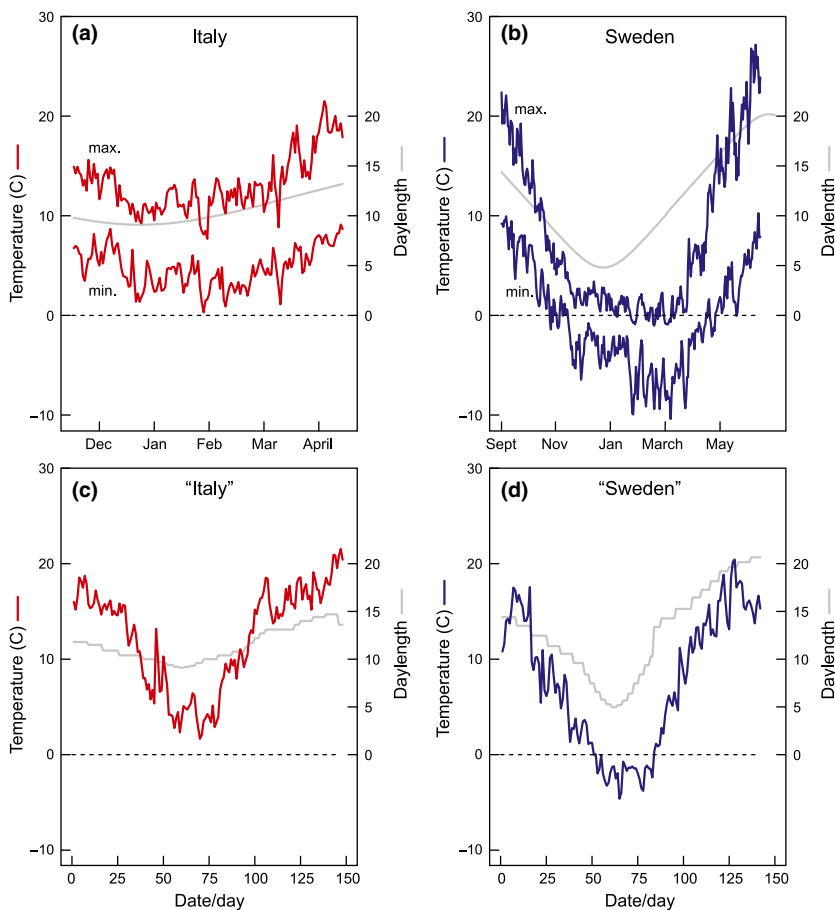 (a)
Italy
30
20
10
0
−10
Temperature (C)
max.
min.
20
15
10
5
0
Daylength
Dec
Jan
Feb
Mar
April
(b)
Sweden
30
20
10
0
−10
Temperature (C)
max.
min.
20
15
10
5
0
Daylength
Sept
Nov
Jan
March
May
(c)
“Italy”
30
20
10
0
−10
Temperature (C)
20
15
10
5
0
Daylength
0
25
50
75
100
125
150
Date/day
(d)
“Sweden”
30
20
10
0
−10
Temperature (C)
20
15
10
5
0
Daylength
0
25
50
75
100
125
150
Date/day